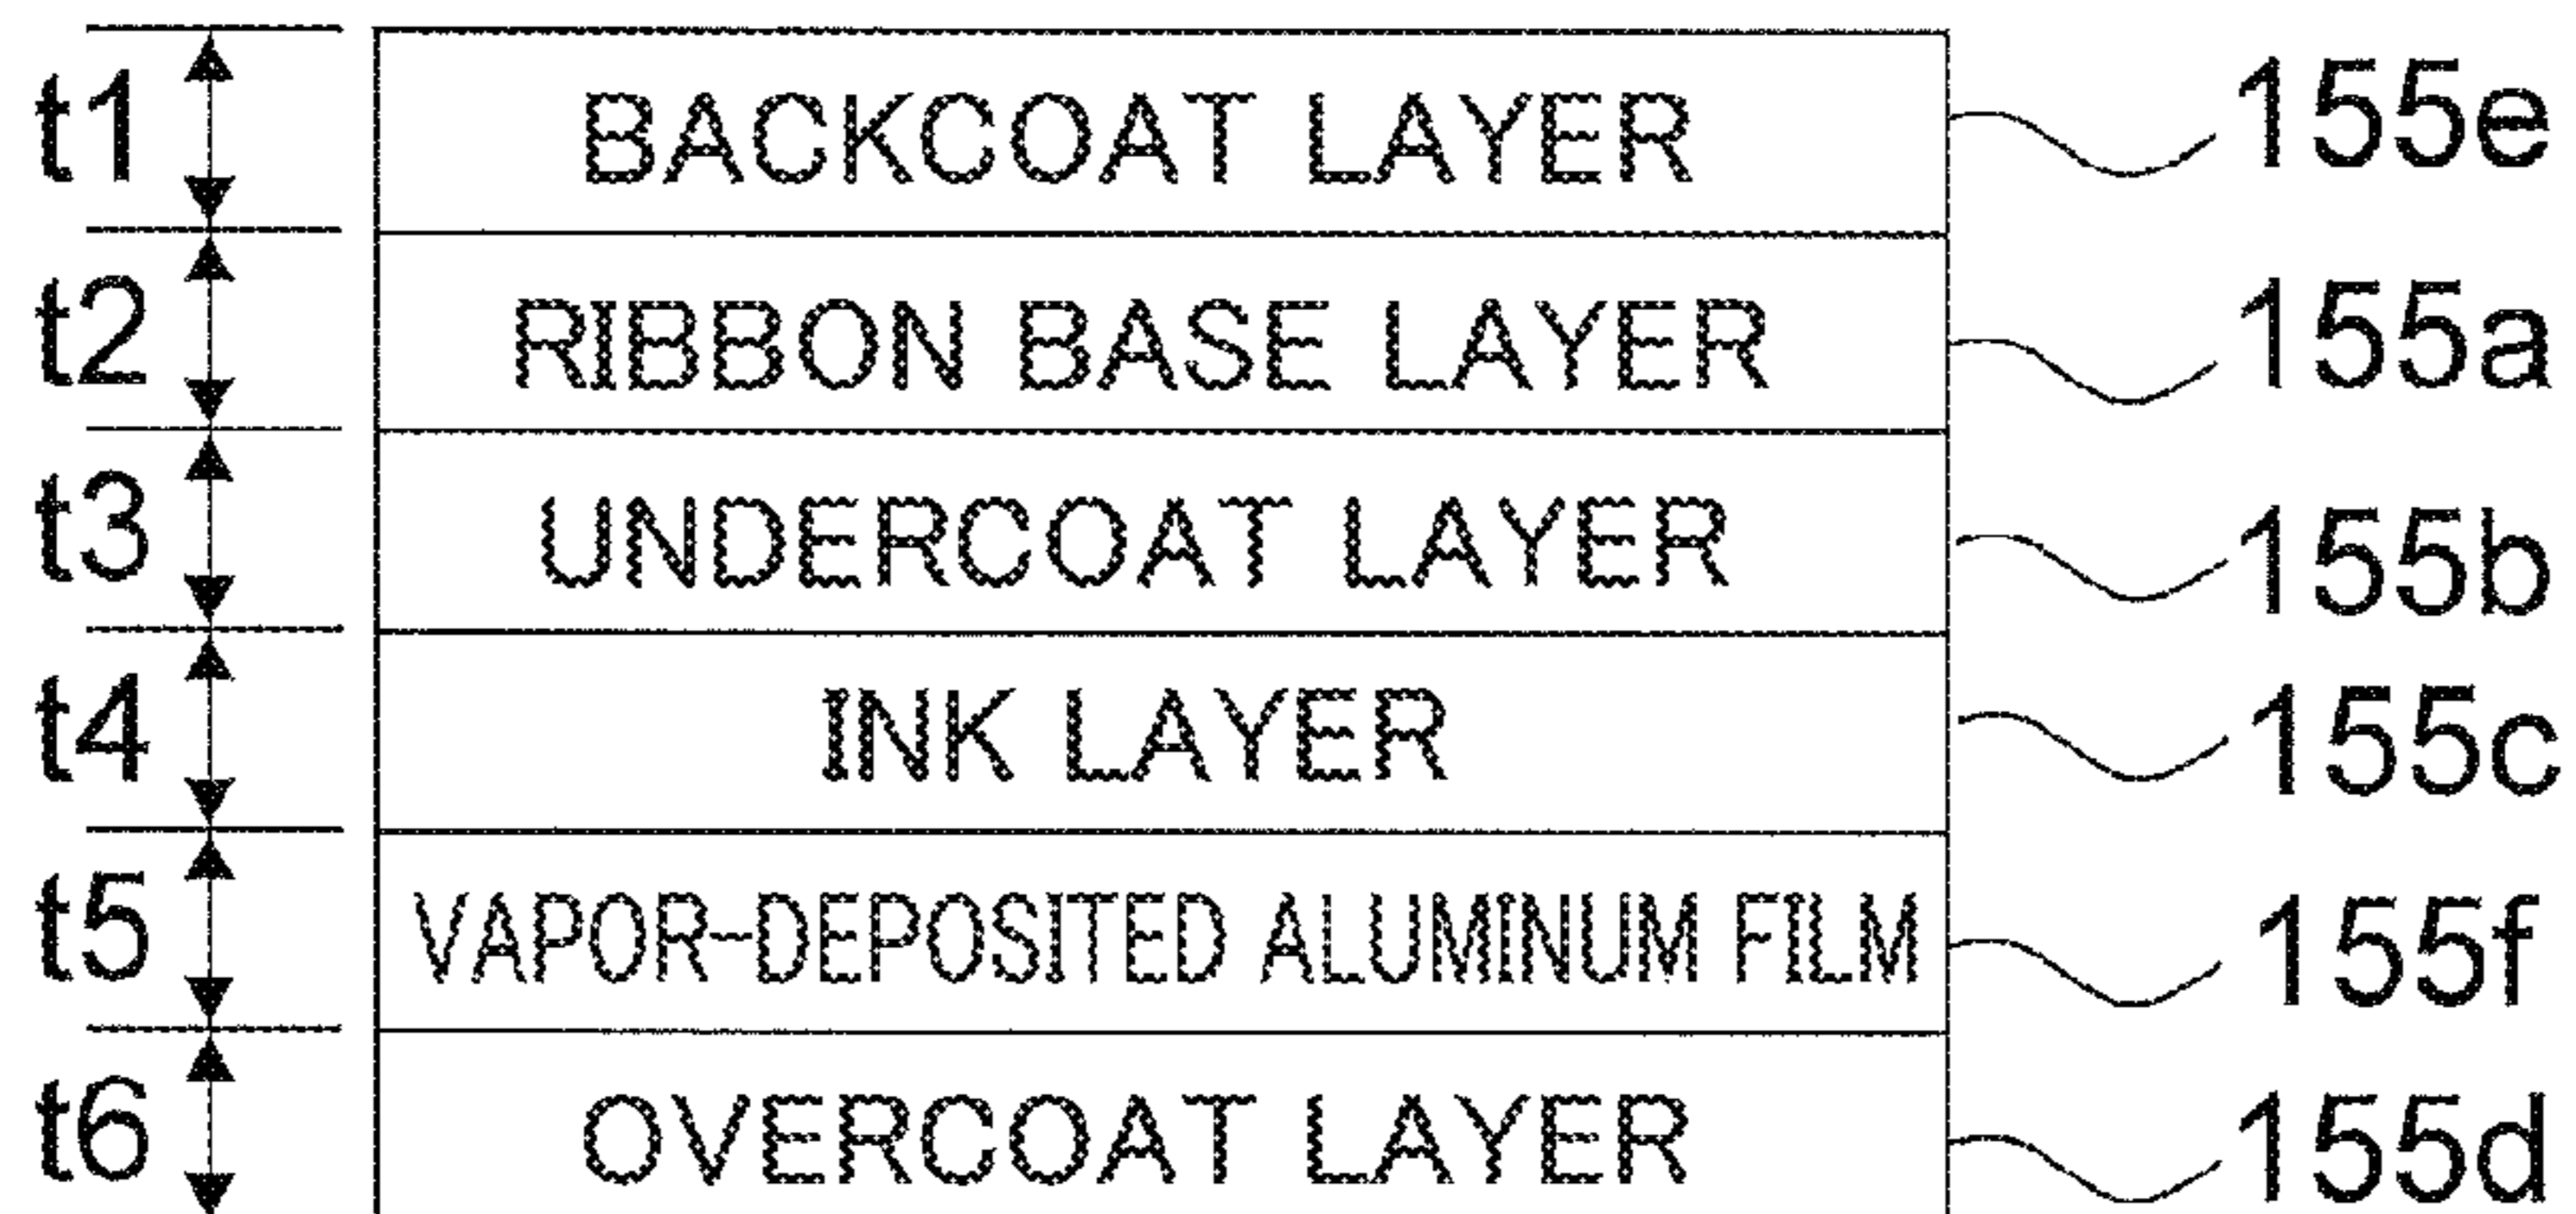 t1 BACKCOAT LAYER 155e
t2 RIBBON BASE LAYER 155a
t3 UNDERCOAT LAYER 155b
t4 INK LAYER 155c
t5 VAPOR-DEPOSITED ALUMINUM FILM 155f
t6 OVERCOAT LAYER 155d